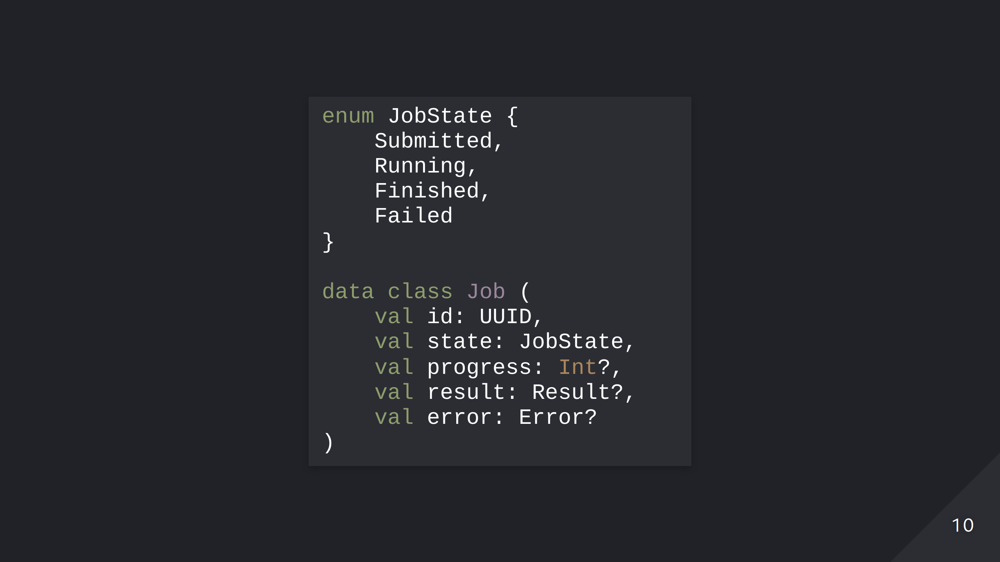 enum JobState {
    Submitted,
    Running,
    Finished,
    Failed
}

data class Job (
    val id: UUID,
    val state: JobState,
    val progress: Int?,
    val result: Result?,
    val error: Error?
)
10